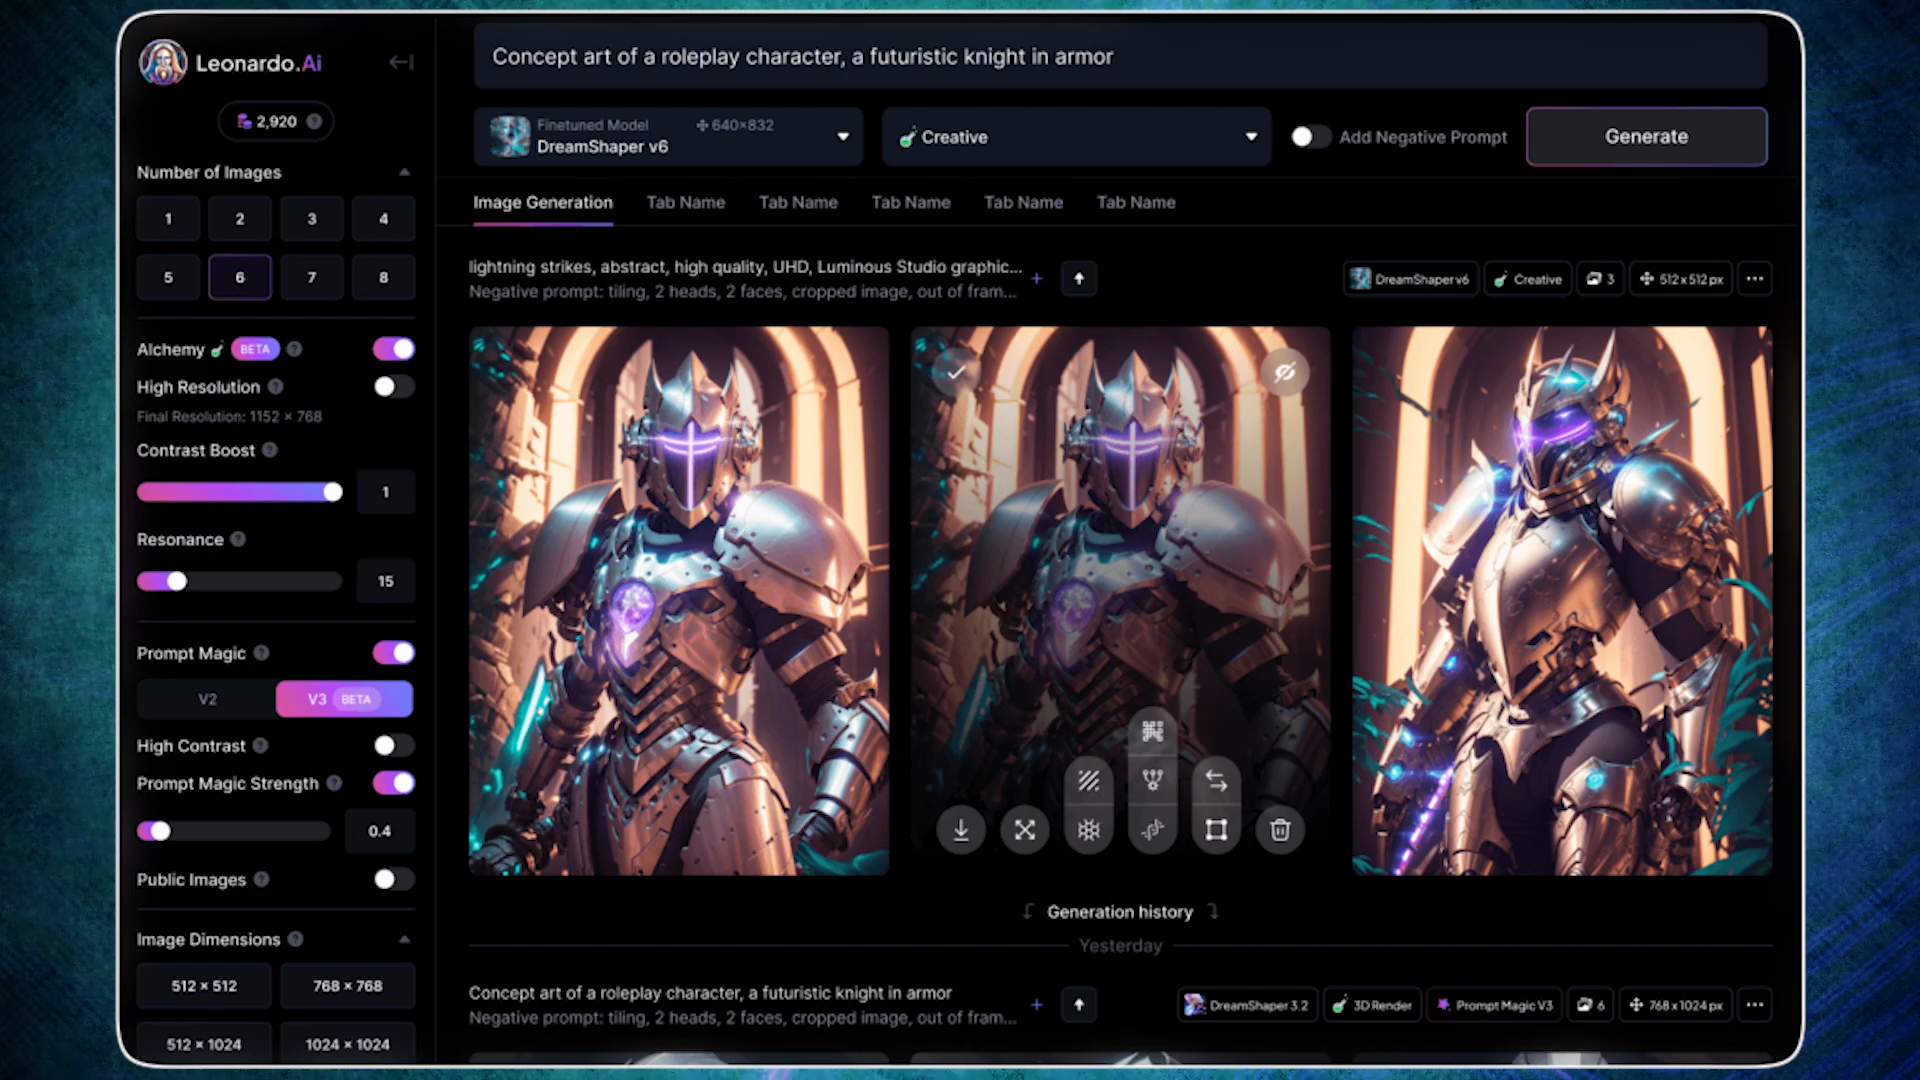 Leonardo.Ai
2,920
Number of Images
1 2 3 4
5 6 7 8
Alchemy BETA
High Resolution
Final Resolution: 1152 × 768
Contrast Boost
1
Resonance
15
Prompt Magic
V2 V3 BETA
High Contrast
Prompt Magic Strength
0.4
Public Images
Image Dimensions
512 × 512 768 × 768
512 × 1024 1024 × 1024
Concept art of a roleplay character, a futuristic knight in armor
Finetuned Model 640×832
DreamShaper v6
Creative
Add Negative Prompt
Generate
Image Generation Tab Name Tab Name Tab Name Tab Name Tab Name
lightning strikes, abstract, high quality, UHD, Luminous Studio graphic...
Negative prompt: tiling, 2 heads, 2 faces, cropped image, out of fram...
DreamShaper v6 Creative 3 512 x 512 px
Generation history
Yesterday
Concept art of a roleplay character, a futuristic knight in armor
Negative prompt: tiling, 2 heads, 2 faces, cropped image, out of fram...
DreamShaper 3.2 3D Render Prompt Magic V3 6 768 x 1024 px